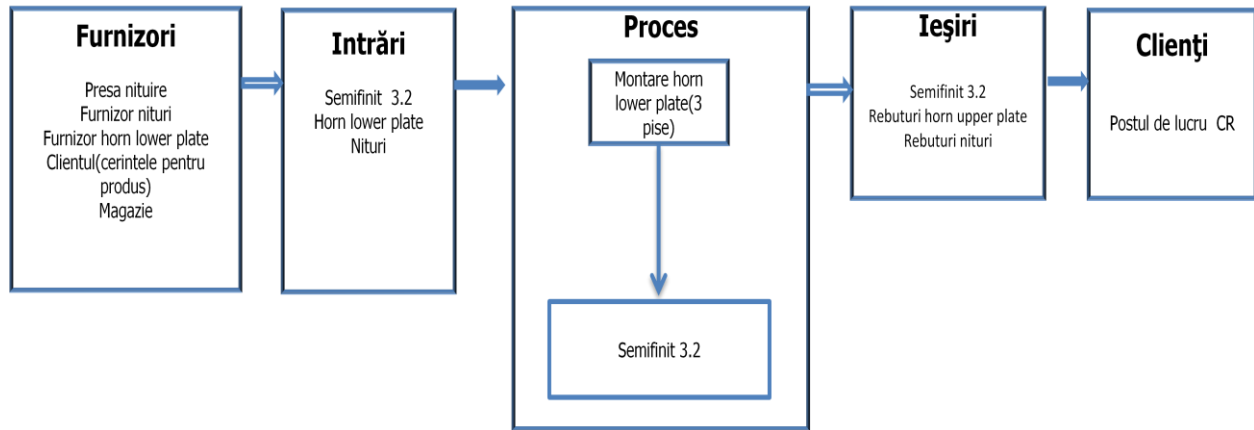 Furnizori
Presa nituire
Furnizor nituri
Furnizor horn lower plate
Clientul(cerintele pentru
produs)
Magazie
Intrări
Semifinit 3.2
Horn lower plate
Nituri
Proces
Montare horn
lower plate(3
pise)
Semifinit 3.2
Ieşiri
Semifinit 3.2
Rebuturi horn upper plate
Rebuturi nituri
Clienţi
Postul de lucru CR